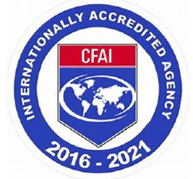 INTERNATIONALLY ACCREDITED AGENCY
CFAI
2016 - 2021